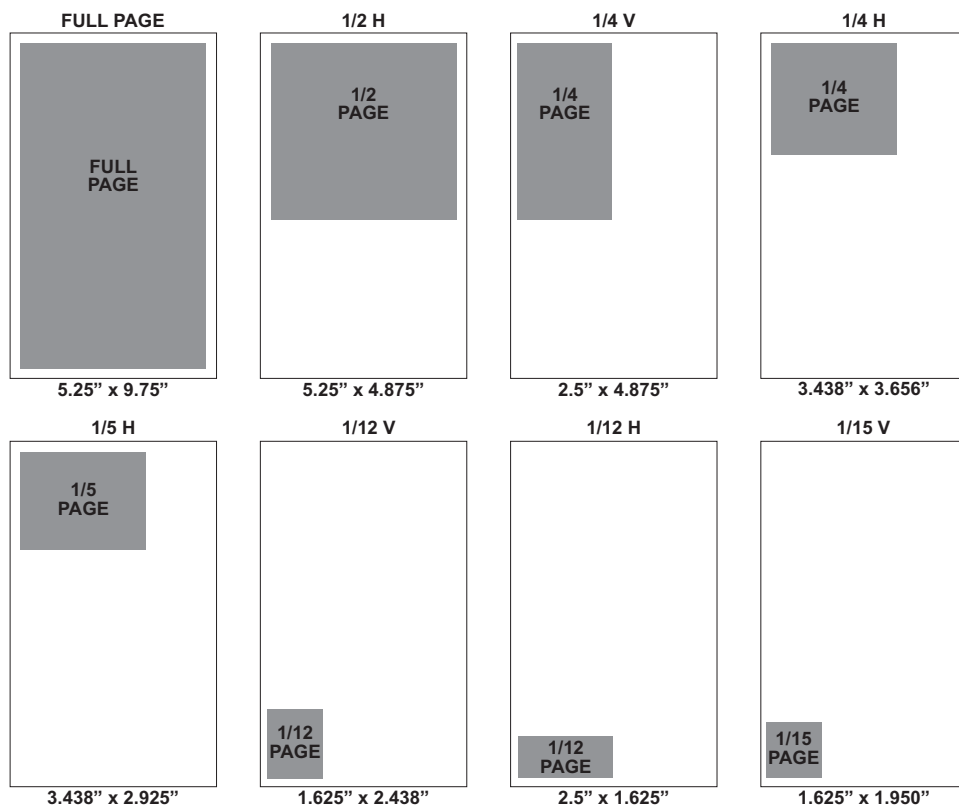 FULL PAGE
1/2 H
1/4 V
1/4 H
FULL
PAGE
1/2
PAGE
1/4
PAGE
1/4
PAGE
5.25” x 9.75”
5.25” x 4.875”
2.5” x 4.875”
3.438” x 3.656”
1/5 H
1/12 V
1/12 H
1/15 V
1/5
PAGE
1/12
PAGE
1/12
PAGE
1/15
PAGE
3.438” x 2.925”
1.625” x 2.438”
2.5” x 1.625”
1.625” x 1.950”